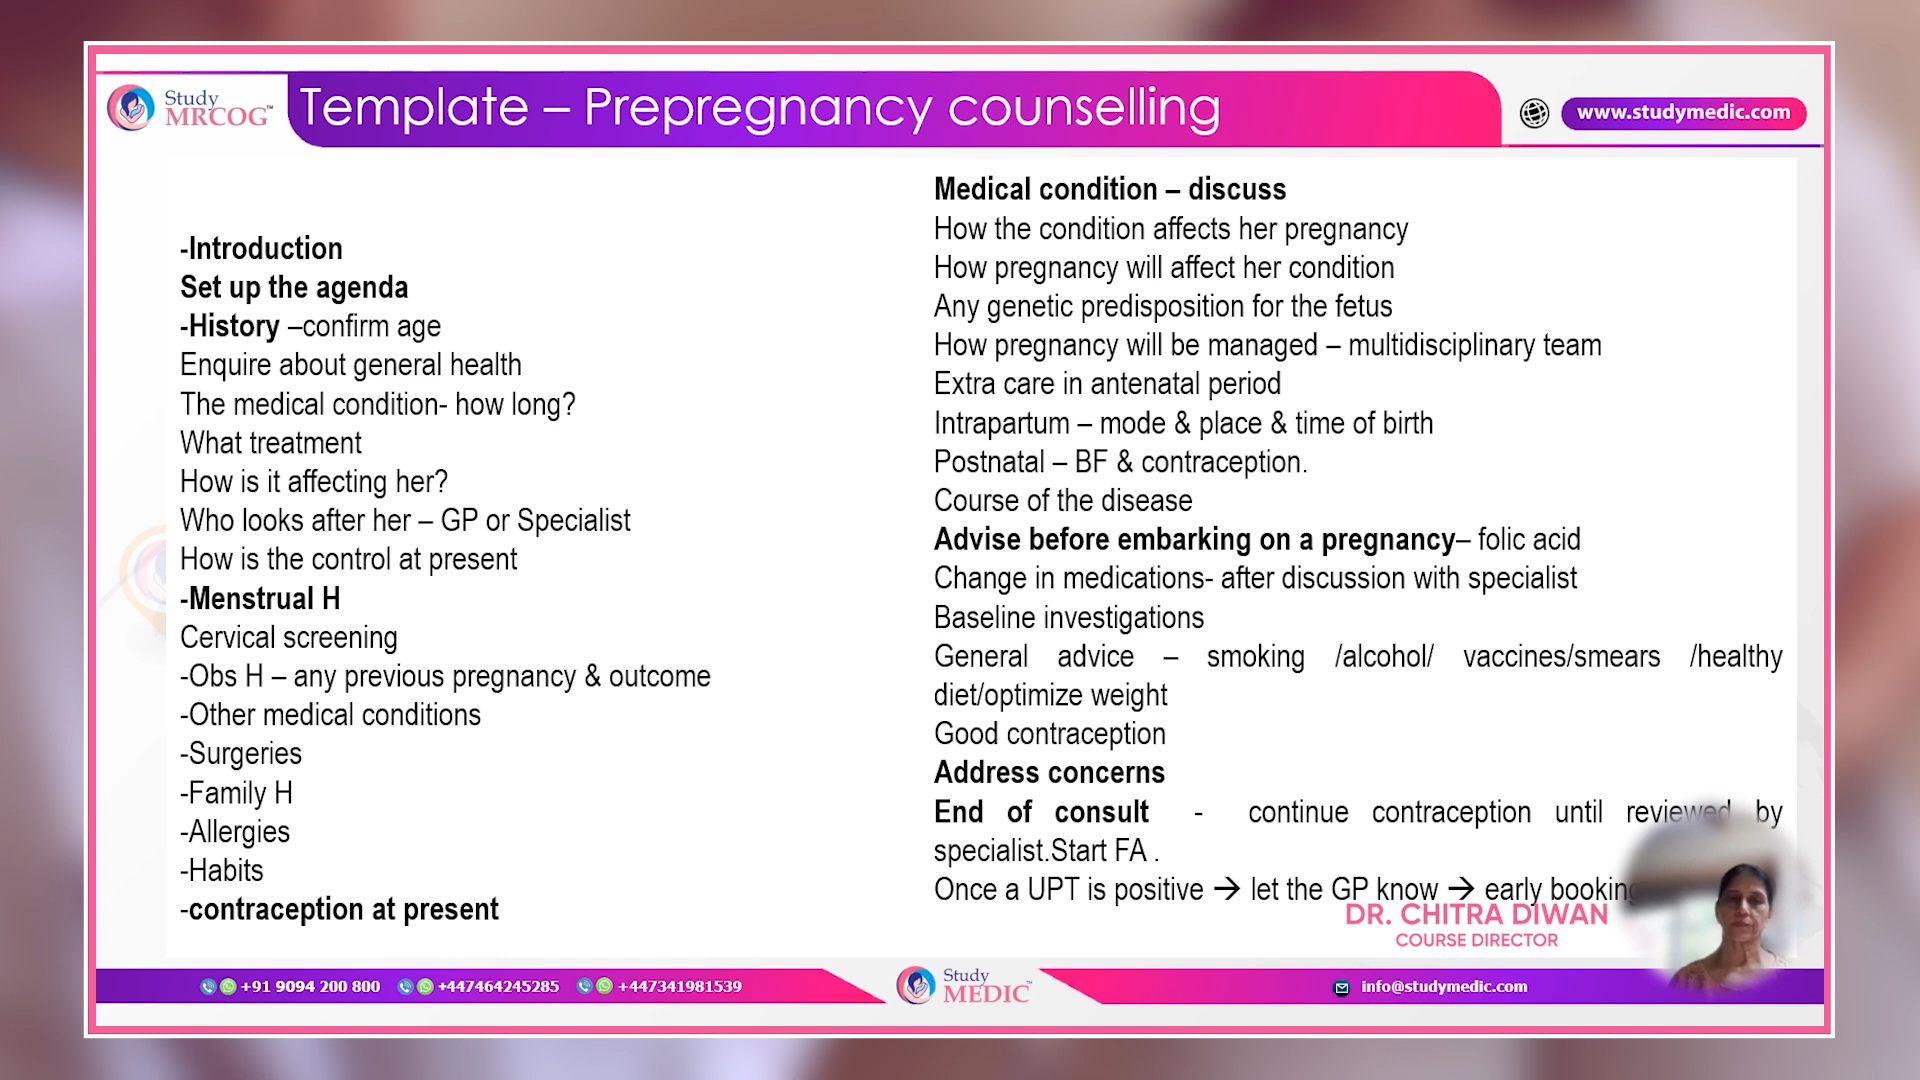 Study
MRCOG™
Template – Prepregnancy counselling
www.studymedic.com
-Introduction
Set up the agenda
-History –confirm age
Enquire about general health
The medical condition- how long?
What treatment
How is it affecting her?
Who looks after her – GP or Specialist
How is the control at present
-Menstrual H
Cervical screening
-Obs H – any previous pregnancy & outcome
-Other medical conditions
-Surgeries
-Family H
-Allergies
-Habits
-contraception at present
Medical condition – discuss
How the condition affects her pregnancy
How pregnancy will affect her condition
Any genetic predisposition for the fetus
How pregnancy will be managed – multidisciplinary team
Extra care in antenatal period
Intrapartum – mode & place & time of birth
Postnatal – BF & contraception.
Course of the disease
Advise before embarking on a pregnancy– folic acid
Change in medications- after discussion with specialist
Baseline investigations
General advice – smoking /alcohol/ vaccines/smears /healthy
diet/optimize weight
Good contraception
Address concerns
End of consult - continue contraception until reviewed by
specialist.Start FA .
Once a UPT is positive → let the GP know → early booking
DR. CHITRA DIWAN
COURSE DIRECTOR
+91 9094 200 800 +447464245285 +447341981539
Study
MEDIC™
info@studymedic.com